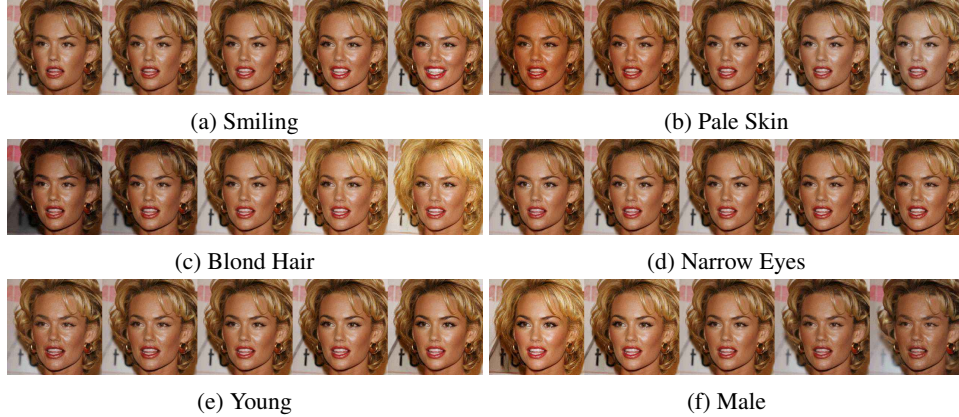 (a) Smiling
(b) Pale Skin
(c) Blond Hair
(d) Narrow Eyes
(e) Young
(f) Male